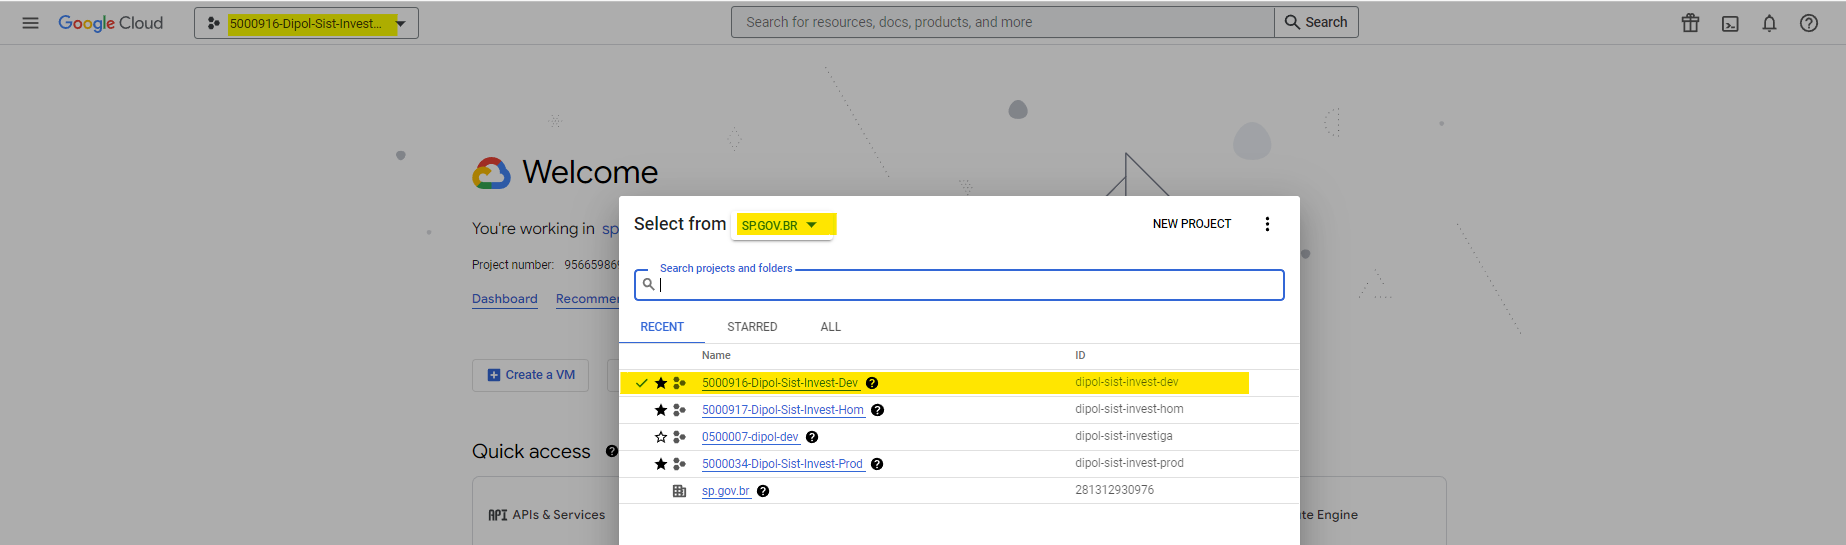 Google Cloud
5000916-Dipol-Sist-Invest...
Search for resources, docs, products, and more
Search
Welcome
You're working in sp
Project number: 95665986
Dashboard Recommen
Create a VM
Quick access
API APIs & Services
te Engine
Select from SP.GOV.BR
NEW PROJECT
Search projects and folders
RECENT STARRED ALL
Name ID
5000916-Dipol-Sist-Invest-Dev dipol-sist-invest-dev
5000917-Dipol-Sist-Invest-Hom dipol-sist-invest-hom
0500007-dipol-dev dipol-sist-investiga
5000034-Dipol-Sist-Invest-Prod dipol-sist-invest-prod
sp.gov.br 281312930976